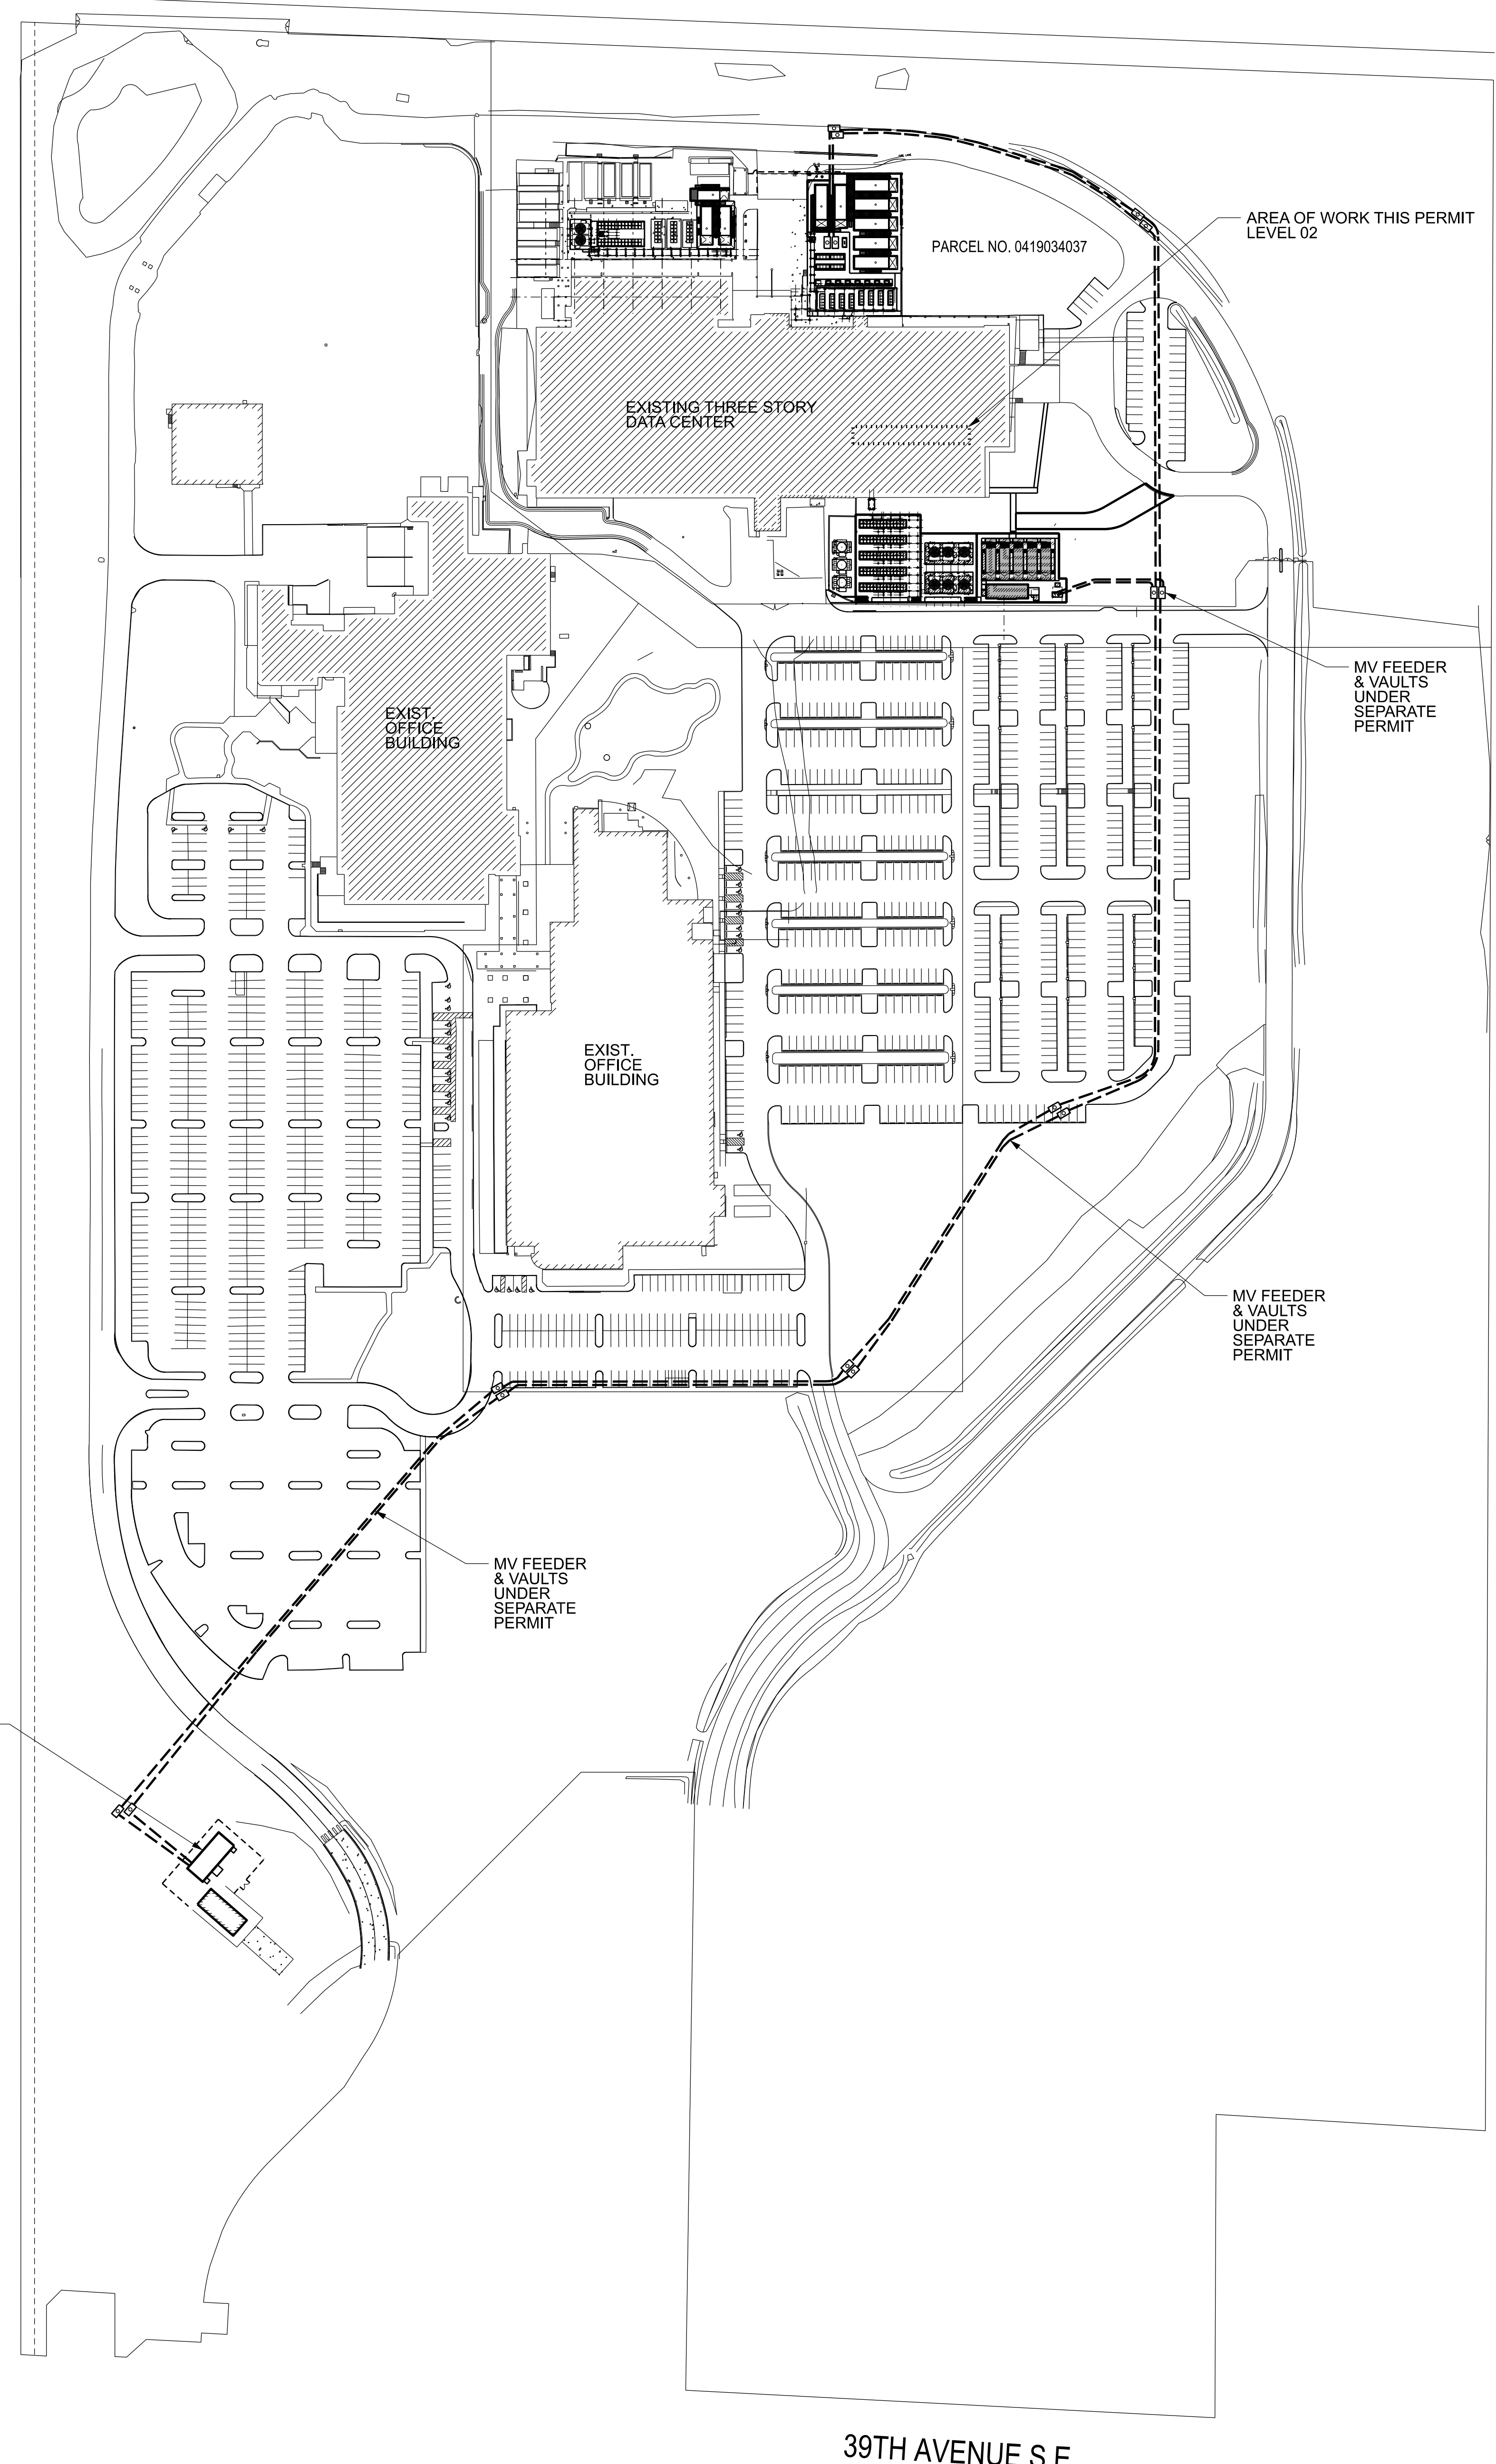 AREA OF WORK THIS PERMIT
LEVEL 02
PARCEL NO. 0419034037
EXISTING THREE STORY
DATA CENTER
MV FEEDER
& VAULTS
UNDER
SEPARATE
PERMIT
EXIST.
OFFICE
BUILDING
EXIST.
OFFICE
BUILDING
MV FEEDER
& VAULTS
UNDER
SEPARATE
PERMIT
MV FEEDER
& VAULTS
UNDER
SEPARATE
PERMIT
39TH AVENUE S.E.